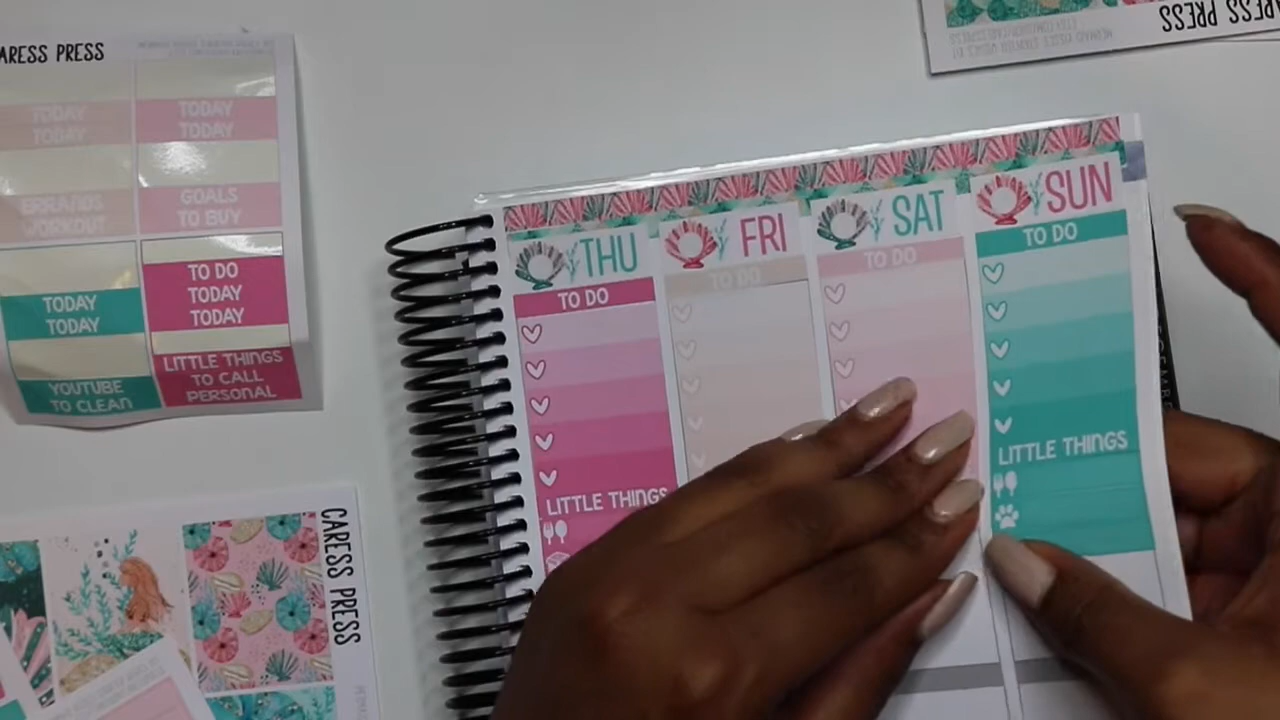 CARESS PRESS
TODAY
TODAY
ERRANDS
WORKOUT
TODAY
TODAY
YOUTUBE
TO CLEAN
TODAY
TODAY
GOALS
TO BUY
TO DO
TODAY
TODAY
LITTLE THINGS
TO CALL
PERSONAL
CARESS PRESS
CARESS PRESS
THU
TO DO
LITTLE THINGS
FRI
TO DO
SAT
TO DO
SUN
TO DO
LITTLE THINGS